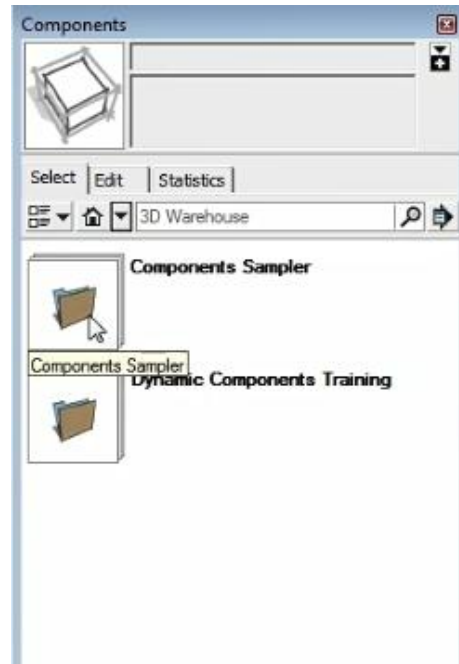 Components
Select Edit Statistics
3D Warehouse
Components Sampler
Components Sampler
Dynamic Components Training